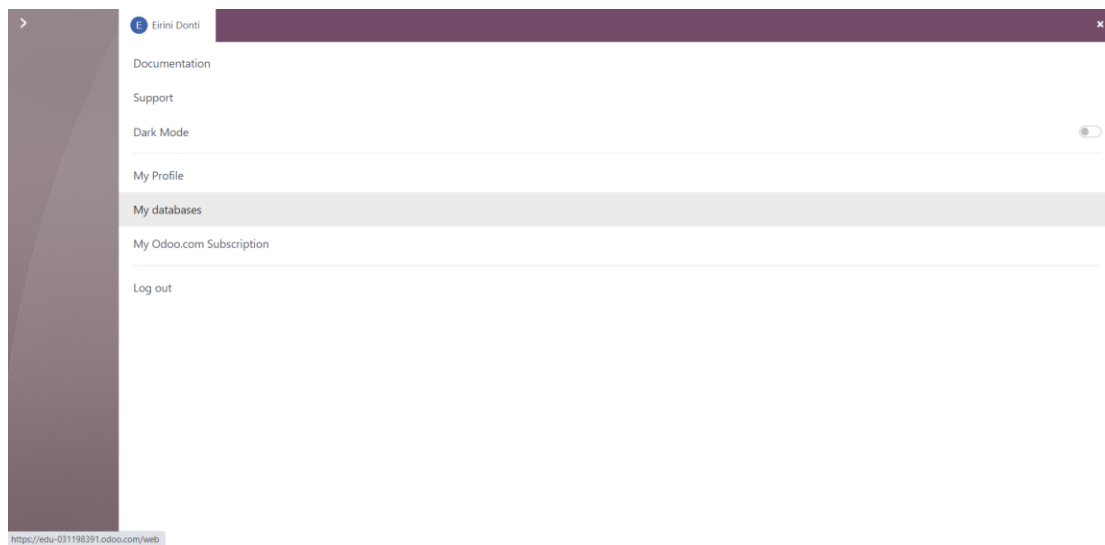 E Eirini Donti
Documentation
Support
Dark Mode
My Profile
My databases
My Odoo.com Subscription
Log out
https://edu-031198391.odoo.com/web